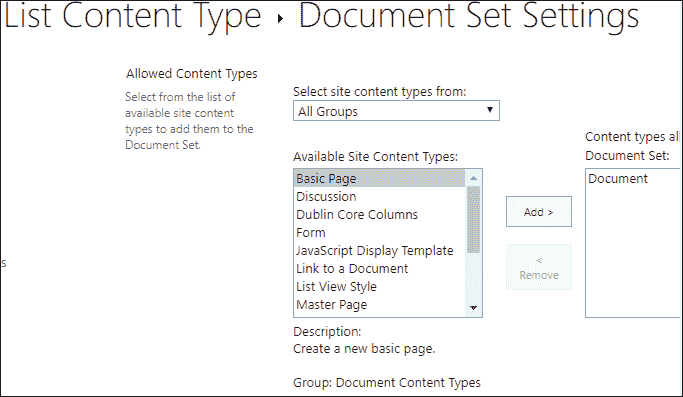 List Content Type ▸ Document Set Settings
Allowed Content Types
Select from the list of
available site content
types to add them to the
Document Set.
Select site content types from:
All Groups
Available Site Content Types:
Basic Page
Discussion
Dublin Core Columns
Form
JavaScript Display Template
Link to a Document
List View Style
Master Page
Description:
Create a new basic page.
Group: Document Content Types
Add >
<
Remove
Content types all
Document Set:
Document
s